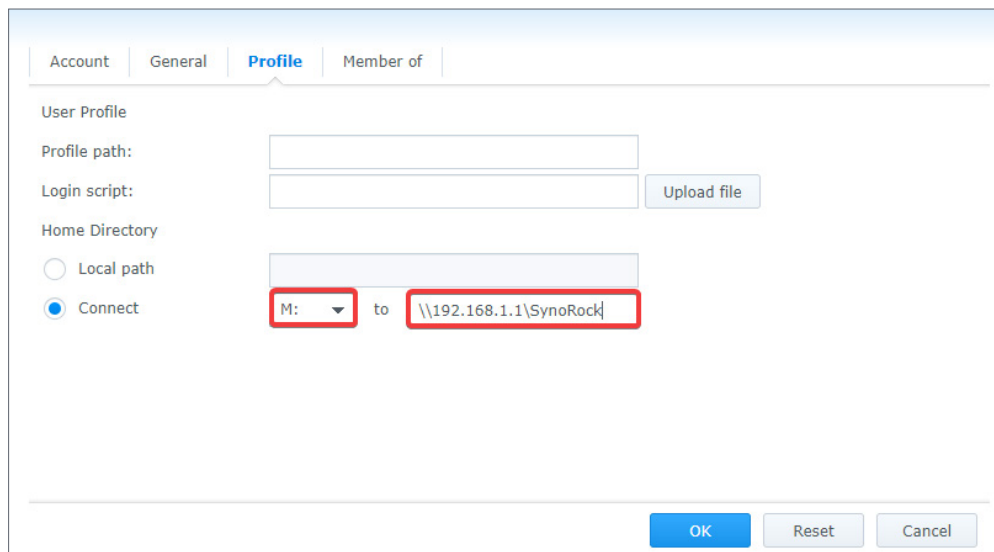 Account General Profile Member of
User Profile
Profile path:
Login script: Upload file
Home Directory
Local path
Connect M: to \\192.168.1.1\SynoRock
OK Reset Cancel